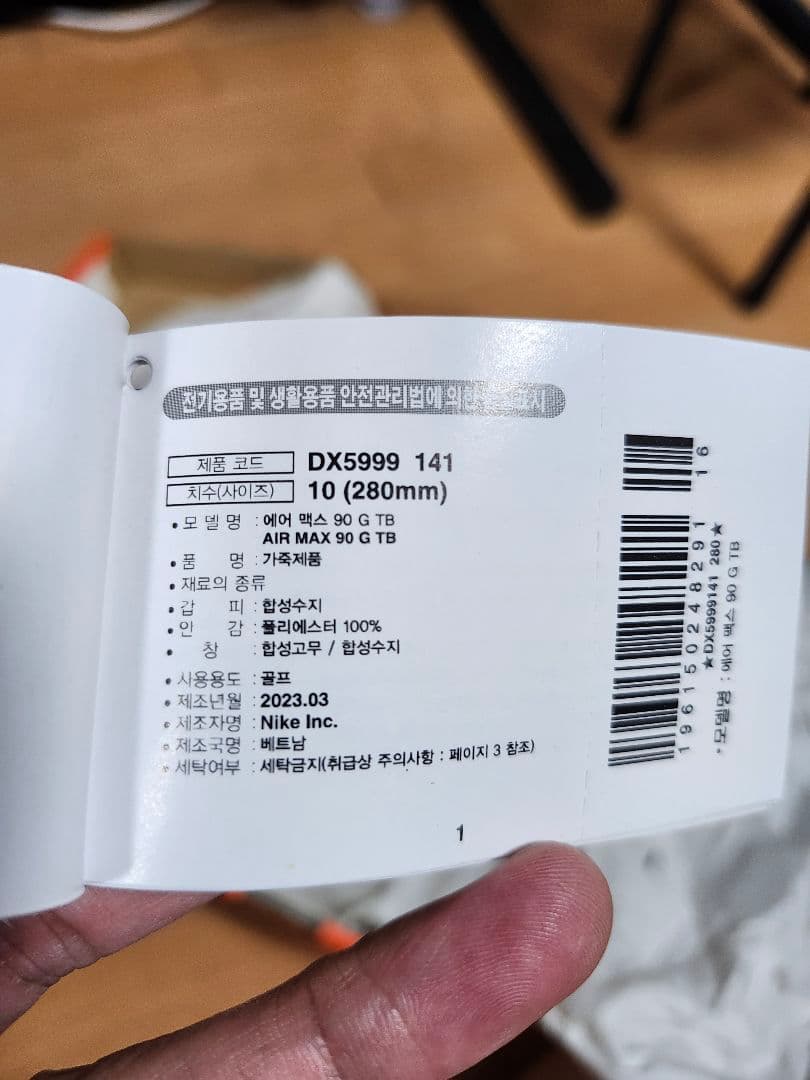 전기용품 및 생활용품 안전관리법에 의한 품질표시
제품 코드 DX5999 141
치수(사이즈) 10 (280mm)
• 모 델 명 : 에어 맥스 90 G TB
AIR MAX 90 G TB
• 품 명 : 가죽제품
• 재료의 종류
• 갑 피 : 합성수지
• 안 감 : 폴리에스터 100%
• 창 : 합성고무 / 합성수지
• 사용용도 : 골프
• 제조년월 : 2023.03
• 제조자명 : Nike Inc.
• 제조국명 : 베트남
• 세탁여부 : 세탁금지(취급상 주의사항 : 페이지 3 참조)
1
16
196150248291
★DX5999141 280★
• 모델명 : 에어 맥스 90 G TB